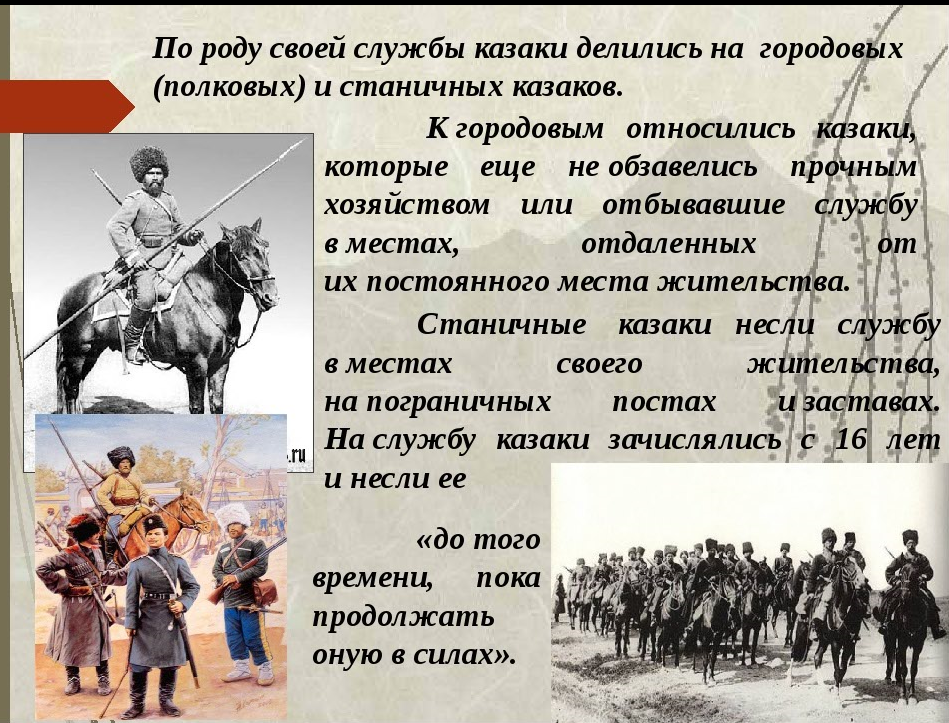 По роду своей службы казаки делились на городовых
(полковых) и станичных казаков.
К городовым относились казаки,
которые еще не обзавелись прочным
хозяйством или отбывавшие службу
в местах, отдаленных от
их постоянного места жительства.
Станичные казаки несли службу
в местах своего жительства,
на пограничных постах и заставах.
На службу казаки зачислялись с 16 лет
и несли ее
«до того
времени, пока
продолжать
оную в силах».
.ru